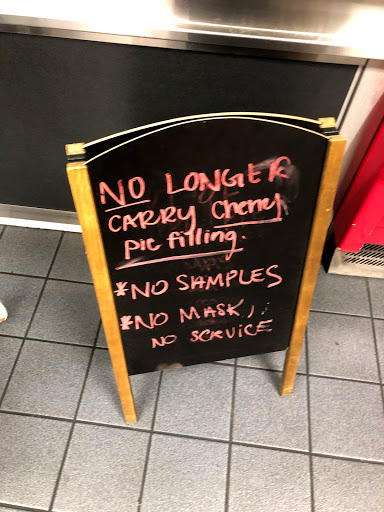 NO LONGER
CARRY Cherry
pie filling.
*NO SAMPLES
*NO MASK,
NO SERVICE